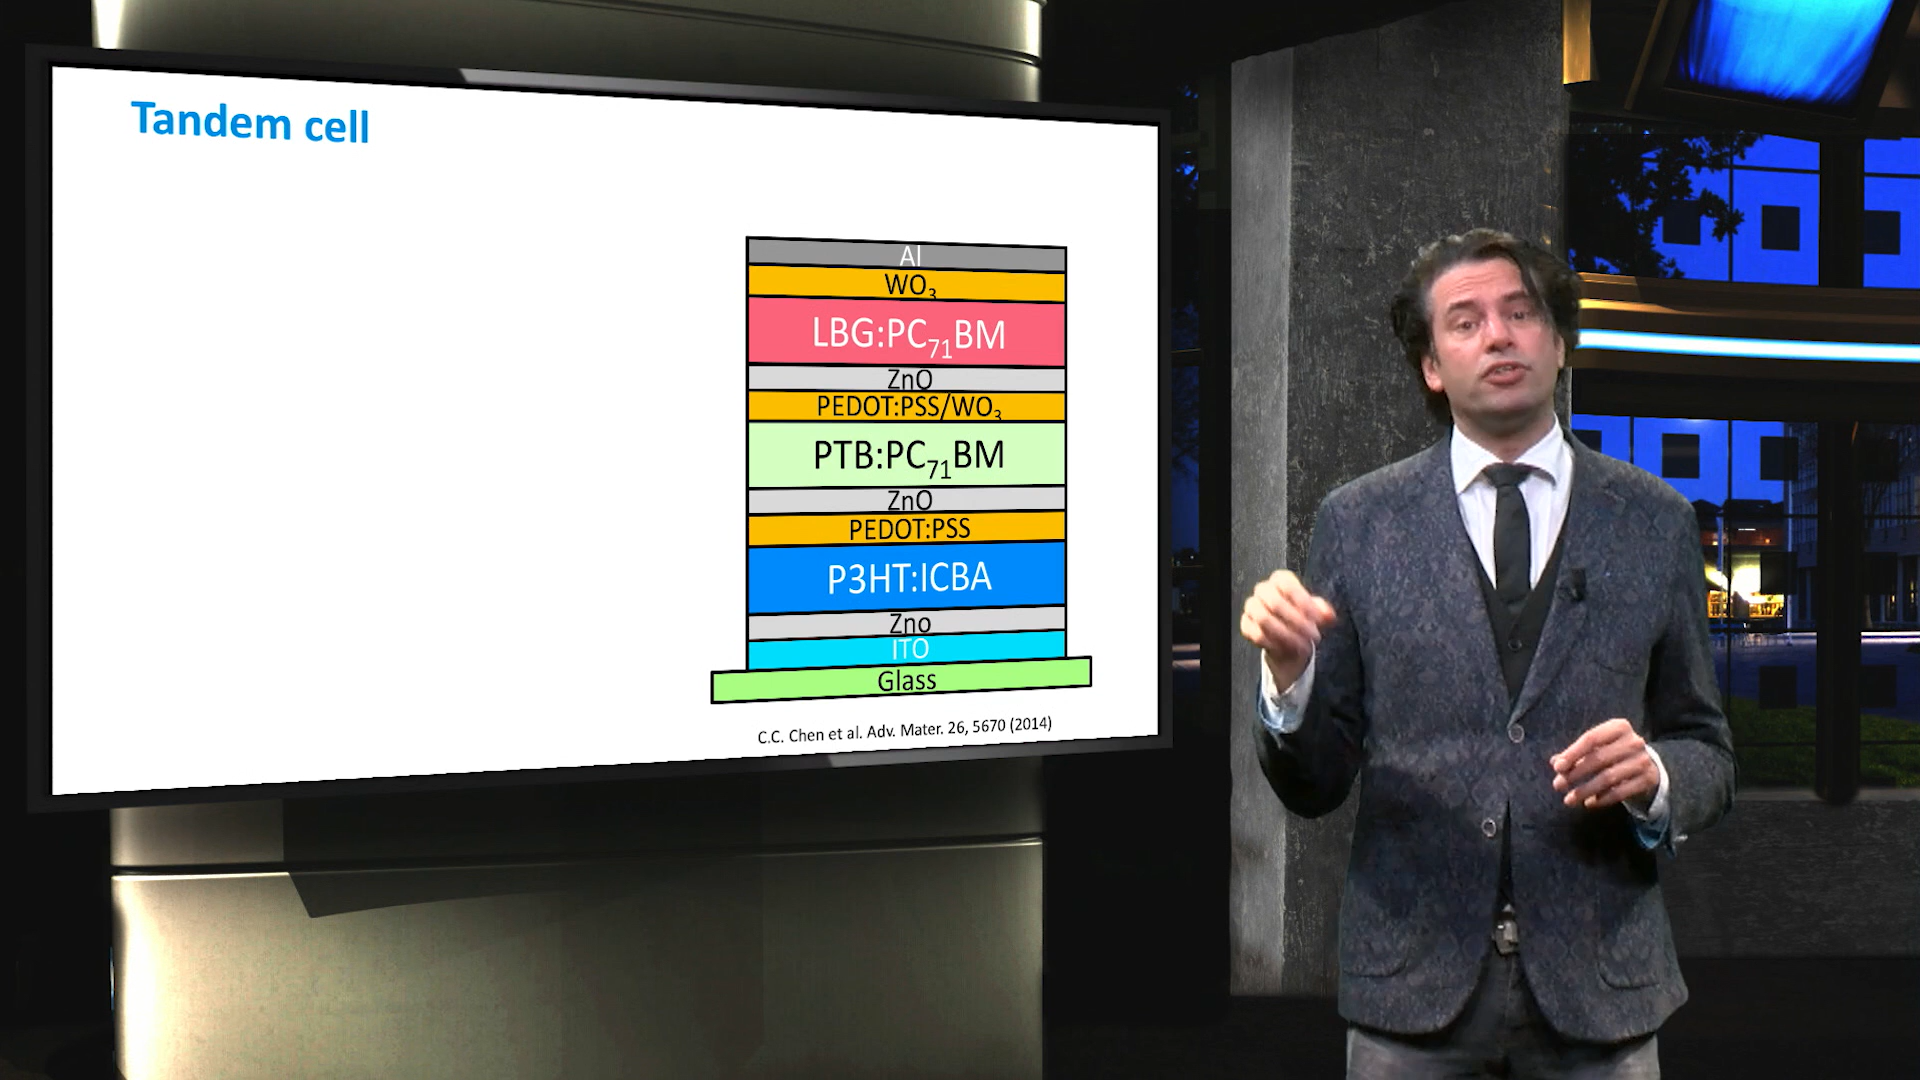 Tandem cell
Al
WO3
LBG:PC71BM
ZnO
PEDOT:PSS/WO3
PTB:PC71BM
ZnO
PEDOT:PSS
P3HT:ICBA
Zno
ITO
Glass
C.C. Chen et al. Adv. Mater. 26, 5670 (2014)